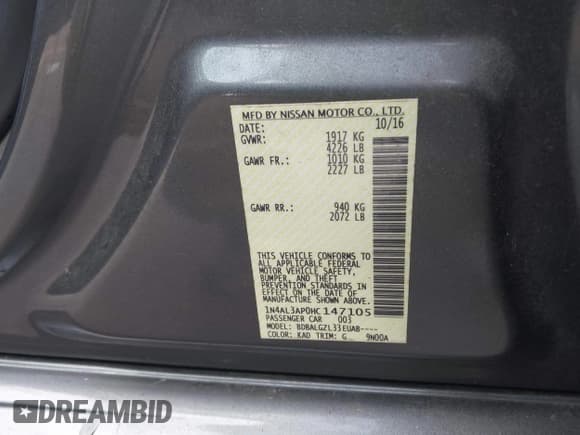 MFD BY NISSAN MOTOR CO., LTD.
DATE: 10/16
GVWR: 1917 KG
4226 LB
GAWR FR.: 1010 KG
2227 LB
GAWR RR.: 940 KG
2072 LB
THIS VEHICLE CONFORMS TO
ALL APPLICABLE FEDERAL
MOTOR VEHICLE SAFETY,
BUMPER, AND THEFT
PREVENTION STANDARDS IN
EFFECT ON THE DATE OF
MANUFACTURE SHOWN ABOVE.
1N4AL3AP0HC147105
PASSENGER CAR 003
MODEL: BDBALGZL33EUAB----
COLOR: KAD TRIM: G 9N00A
DREAMBID